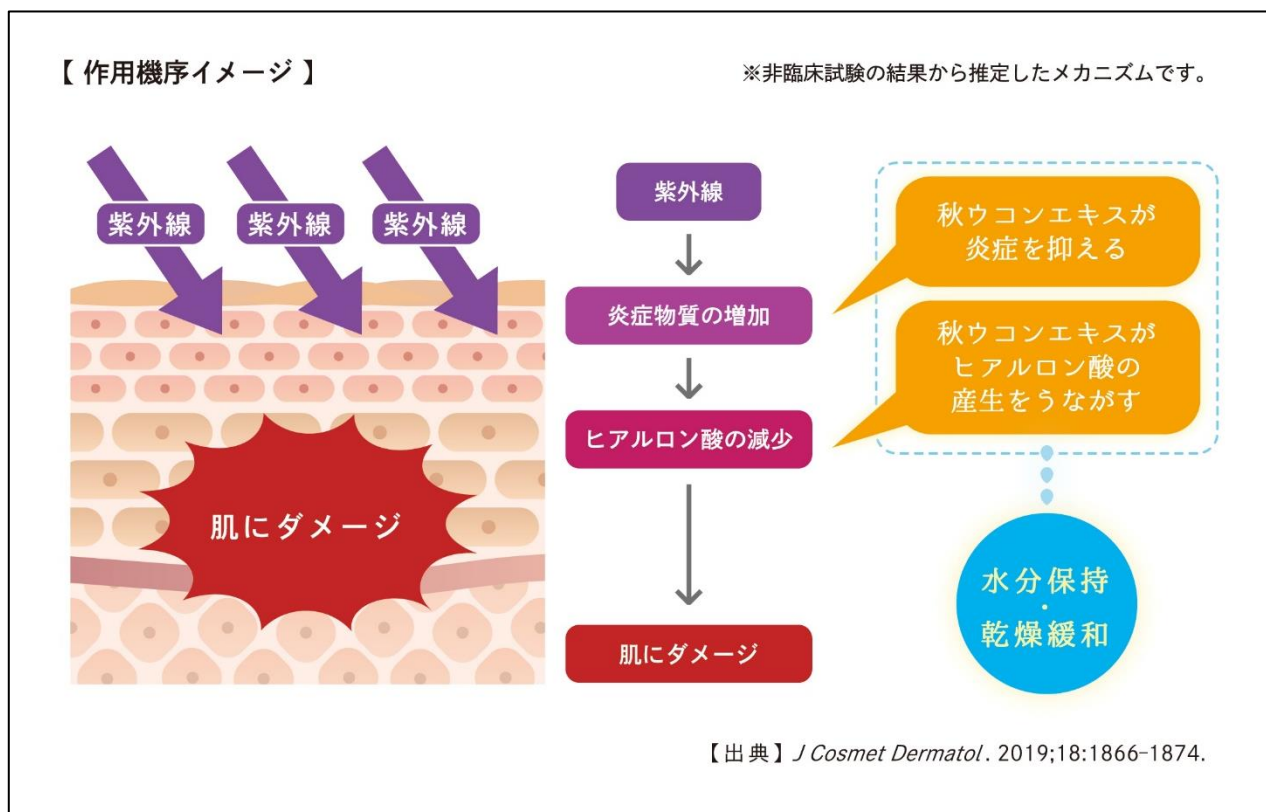 【 作用機序イメージ 】
※非臨床試験の結果から推定したメカニズムです。
紫外線
紫外線
紫外線
肌にダメージ
紫外線
炎症物質の増加
ヒアルロン酸の減少
肌にダメージ
秋ウコンエキスが
炎症を抑える
秋ウコンエキスが
ヒアルロン酸の
産生をうながす
水分保持
・
乾燥緩和
【出典】J Cosmet Dermatol. 2019;18:1866-1874.